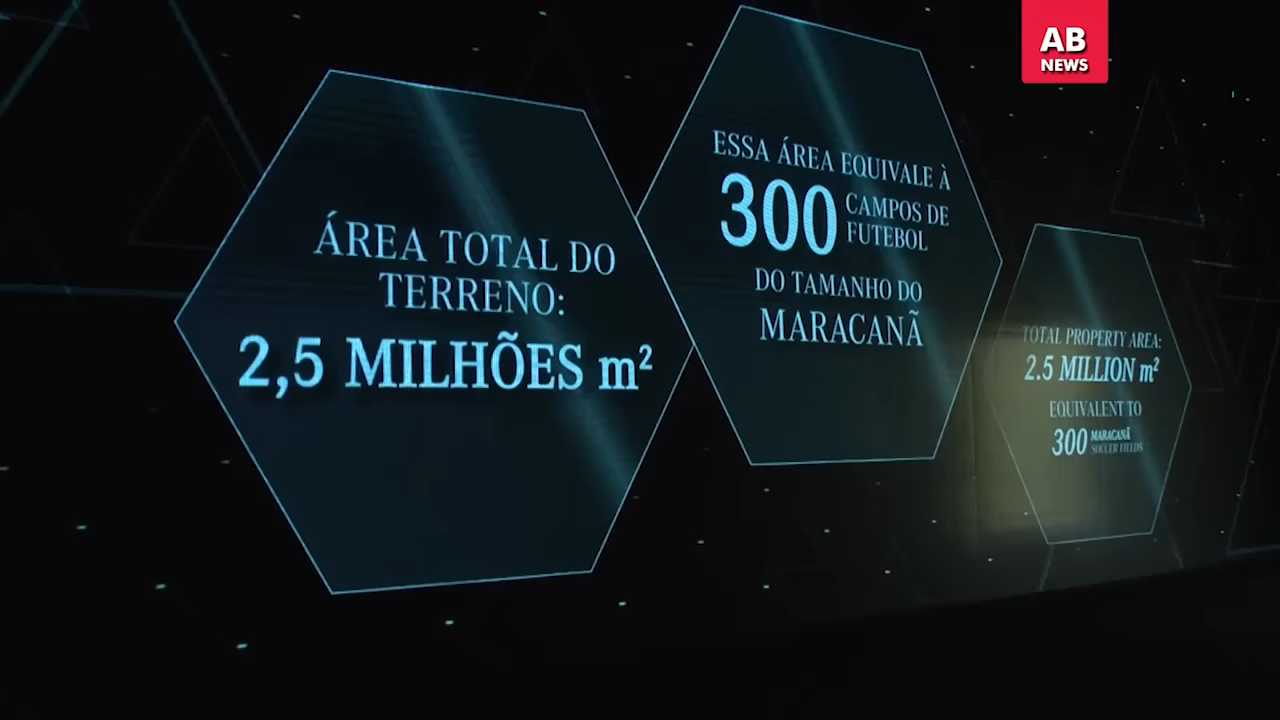 AB
NEWS
ÁREA TOTAL DO
TERRENO:
2,5 MILHÕES m²
ESSA ÁREA EQUIVALE À
300 CAMPOS DE
FUTEBOL
DO TAMANHO DO
MARACANÃ
TOTAL PROPERTY AREA:
2.5 MILLION m²
EQUIVALENT TO
300 MARACANÃ
SOCCER FIELDS